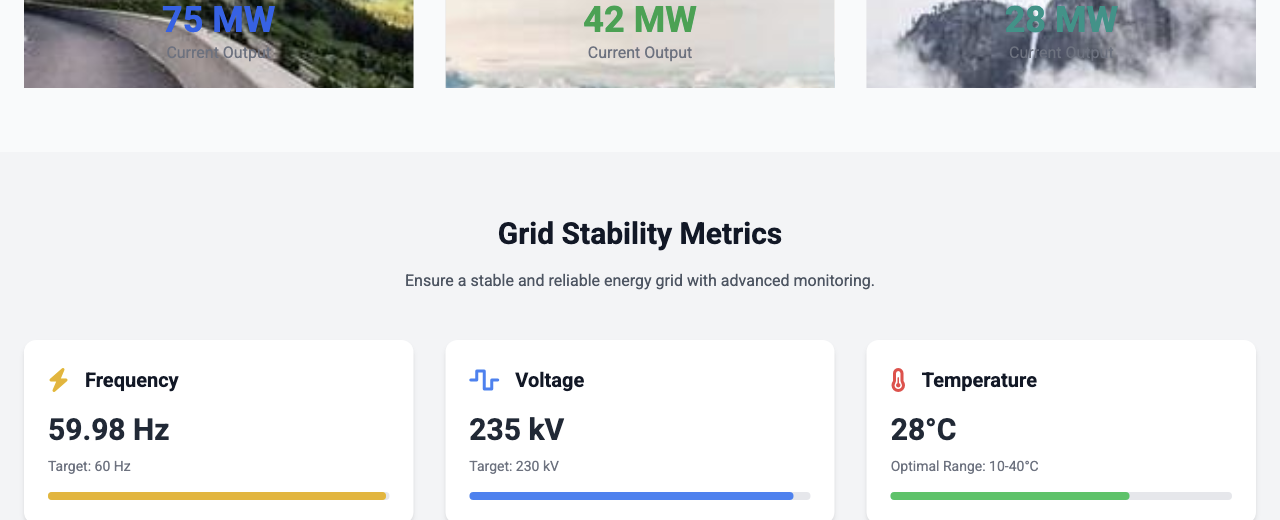 75 MW
Current Output
42 MW
Current Output
28 MW
Current Output
Grid Stability Metrics
Ensure a stable and reliable energy grid with advanced monitoring.
Frequency
59.98 Hz
Target: 60 Hz
Voltage
235 kV
Target: 230 kV
Temperature
28°C
Optimal Range: 10-40°C